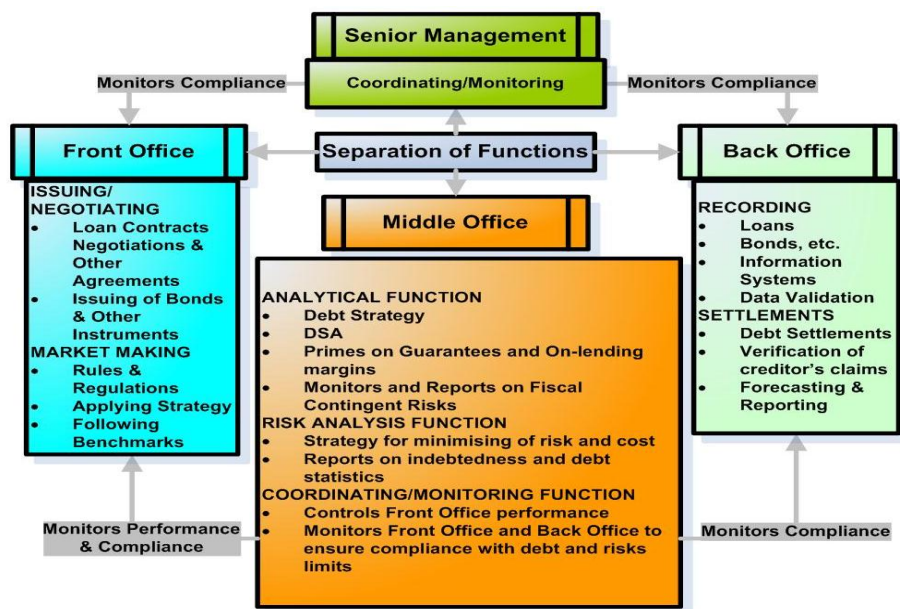 Senior Management
Coordinating/Monitoring
Monitors Compliance
Monitors Compliance
Front Office
Separation of Functions
Back Office
ISSUING/
NEGOTIATING
• Loan Contracts
Negotiations &
Other
Agreements
• Issuing of Bonds
& Other
Instruments
MARKET MAKING
• Rules &
Regulations
• Applying Strategy
• Following
Benchmarks
Middle Office
ANALYTICAL FUNCTION
• Debt Strategy
• DSA
• Primes on Guarantees and On-lending
margins
• Monitors and Reports on Fiscal
Contingent Risks
RISK ANALYSIS FUNCTION
• Strategy for minimising of risk and cost
• Reports on indebtedness and debt
statistics
COORDINATING/MONITORING FUNCTION
• Controls Front Office performance
• Monitors Front Office and Back Office to
ensure compliance with debt and risks
limits
RECORDING
• Loans
• Bonds, etc.
• Information
Systems
• Data Validation
SETTLEMENTS
• Debt Settlements
• Verification of
creditor's claims
• Forecasting &
Reporting
Monitors Performance
& Compliance
Monitors Compliance